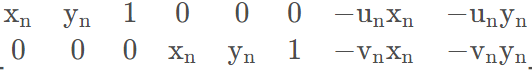 xₙ yₙ 1 0 0 0 −uₙxₙ −uₙyₙ
0 0 0 xₙ yₙ 1 −vₙxₙ −vₙyₙ